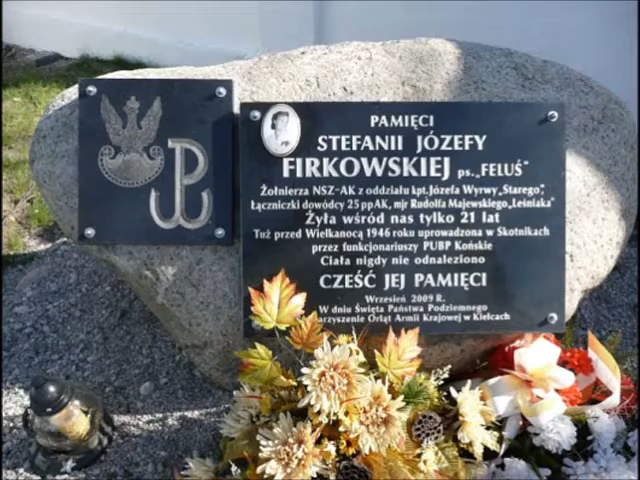 PAMIĘCI
STEFANII JÓZEFY
FIRKOWSKIEJ ps.„FELUŚ"
Żołnierza NSZ-AK z oddziału kpt.Józefa Wyrwy„Starego",
Łączniczki dowódcy 25 ppAK, mjr Rudolfa Majewskiego„Leśniaka"
Żyła wśród nas tylko 21 lat
Tuż przed Wielkanocą 1946 roku uprowadzona w Skotnikach
przez funkcjonariuszy PUBP Końskie
Ciała nigdy nie odnaleziono
CZEŚĆ JEJ PAMIĘCI
Wrzesień 2009 R.
W dniu Święta Państwa Podziemnego
Orląt Armii Krajowej w Kielcach